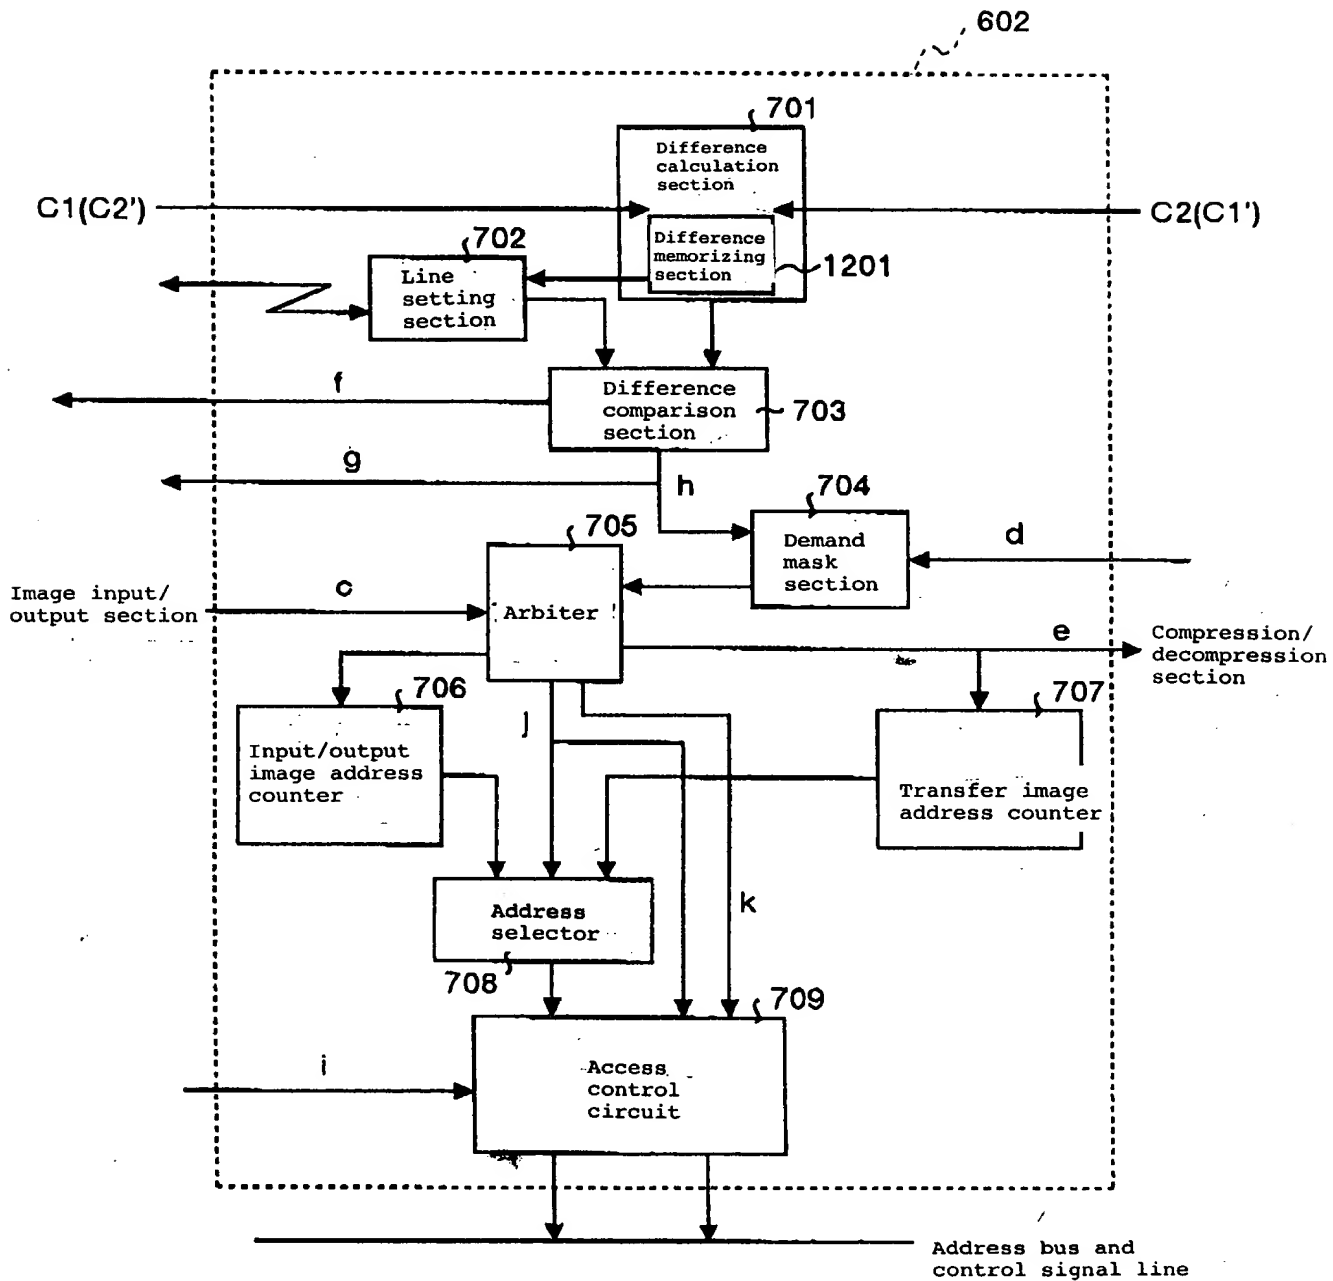 602
701
Difference
calculation
section
C1(C2')
C2(C1')
702
Difference
memorizing
section
1201
Line
setting
section
f
Difference
comparison
section
703
g
h
704
705
Demand
mask
section
d
Image input/
output section
c
Arbiter
e
Compression/
decompression
section
706
707
j
Input/output
image address
counter
Transfer image
address counter
k
Address
selector
708
709
i
Access
control
circuit
Address bus and
control signal line